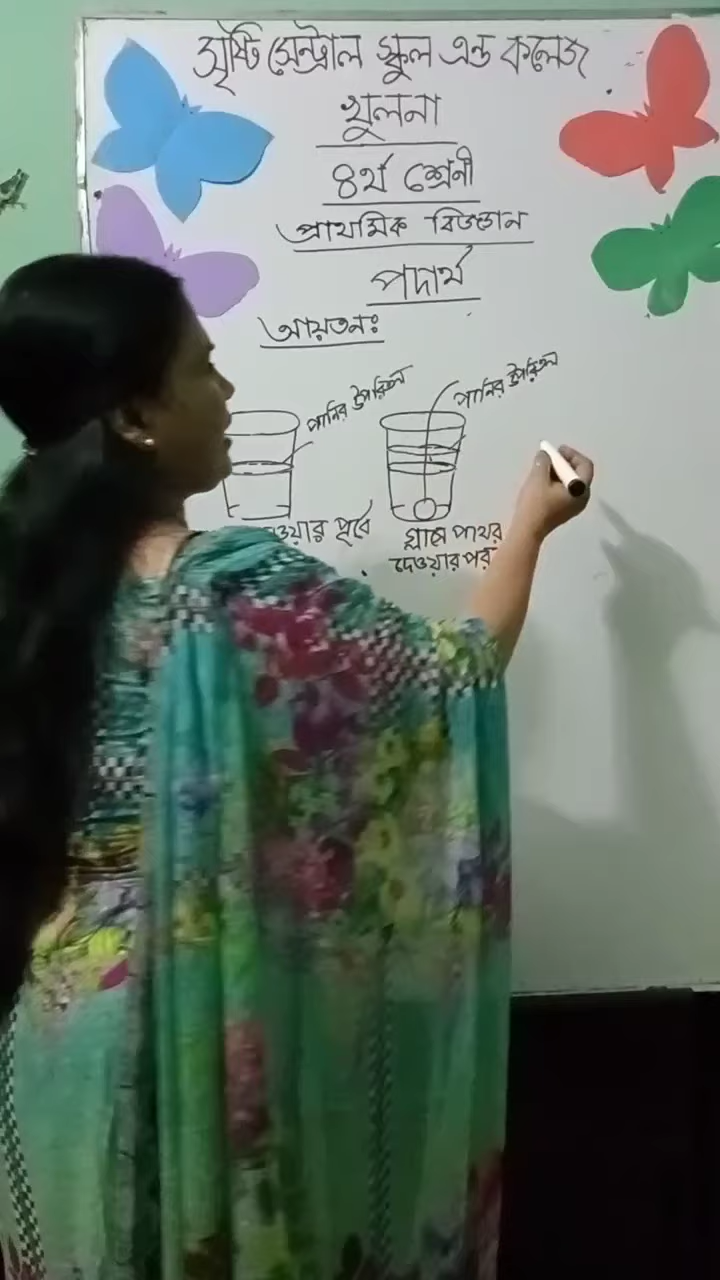 সৃষ্টি সেন্ট্রাল স্কুল এন্ড কলেজ
খুলনা
৪র্থ শ্রেনী
প্রাথমিক বিজ্ঞান
পদার্থ
আয়তনঃ
পানির উপরিতল
পানির উপরিতল
ওয়ার পূর্বে
গ্লাসে পাথর
দেওয়ার পর